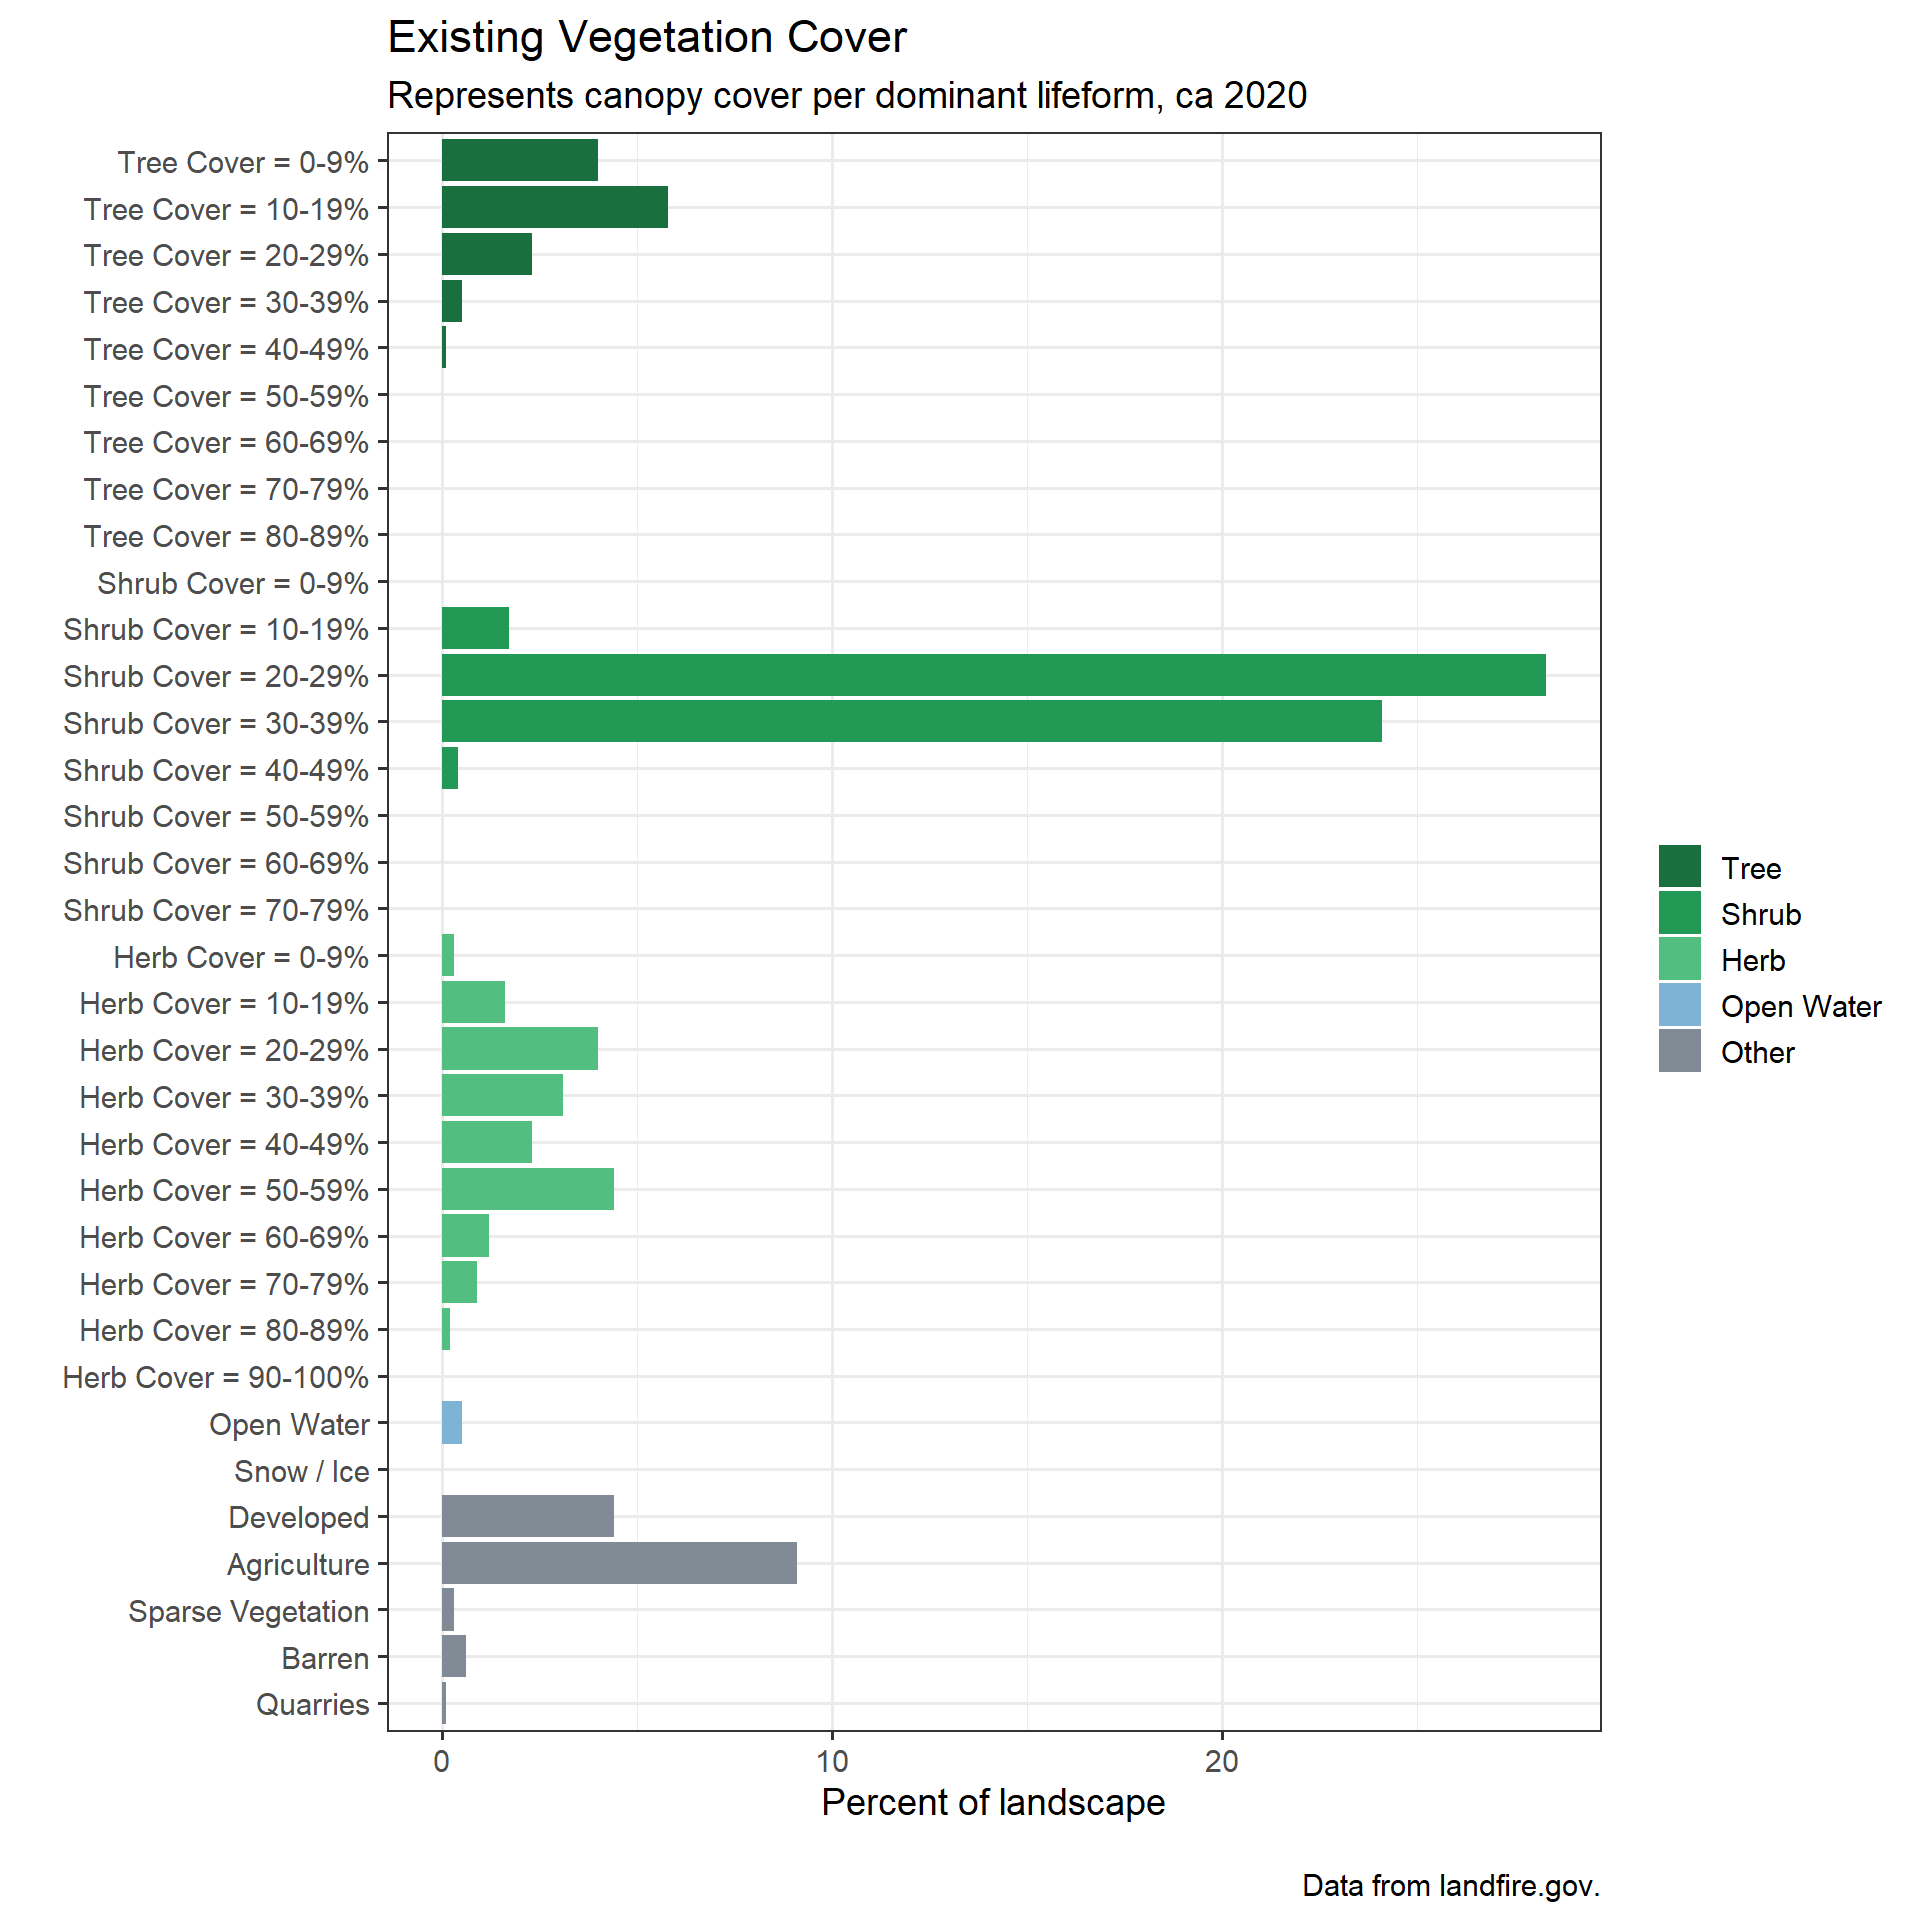 Existing Vegetation Cover
Represents canopy cover per dominant lifeform, ca 2020
Tree Cover = 0-9%
Tree Cover = 10-19%
Tree Cover = 20-29%
Tree Cover = 30-39%
Tree Cover = 40-49%
Tree Cover = 50-59%
Tree Cover = 60-69%
Tree Cover = 70-79%
Tree Cover = 80-89%
Shrub Cover = 0-9%
Shrub Cover = 10-19%
Shrub Cover = 20-29%
Shrub Cover = 30-39%
Shrub Cover = 40-49%
Shrub Cover = 50-59%
Shrub Cover = 60-69%
Shrub Cover = 70-79%
Herb Cover = 0-9%
Herb Cover = 10-19%
Herb Cover = 20-29%
Herb Cover = 30-39%
Herb Cover = 40-49%
Herb Cover = 50-59%
Herb Cover = 60-69%
Herb Cover = 70-79%
Herb Cover = 80-89%
Herb Cover = 90-100%
Open Water
Snow / Ice
Developed
Agriculture
Sparse Vegetation
Barren
Quarries
0 10 20
Percent of landscape
Tree
Shrub
Herb
Open Water
Other
Data from landfire.gov.